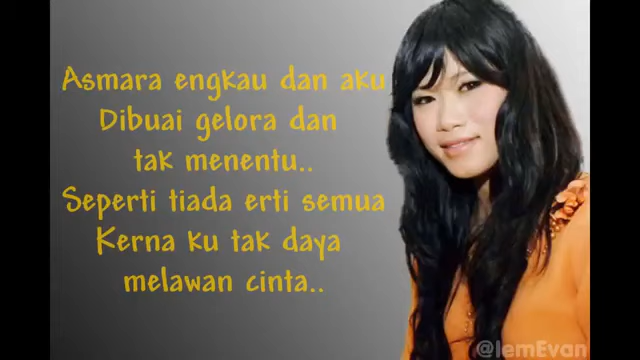 Asmara engkau dan aku
Dibuai gelora dan
tak menentu..
Seperti tiada erti semua
Kerna ku tak daya
melawan cinta..
@IemEvan